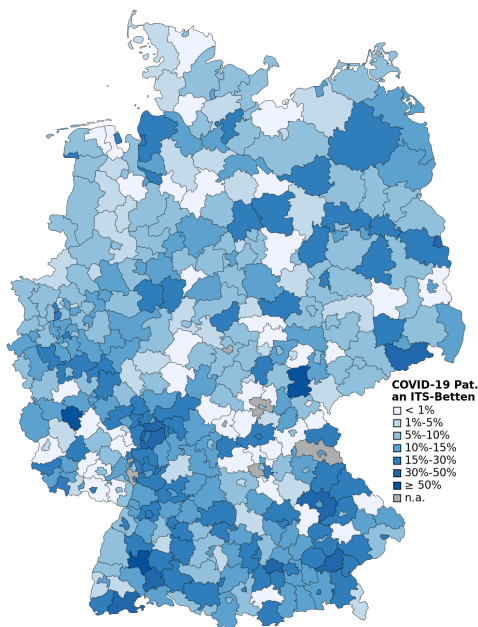 COVID-19 Pat.
an ITS-Betten
< 1%
1%-5%
5%-10%
10%-15%
15%-30%
30%-50%
≥ 50%
n.a.